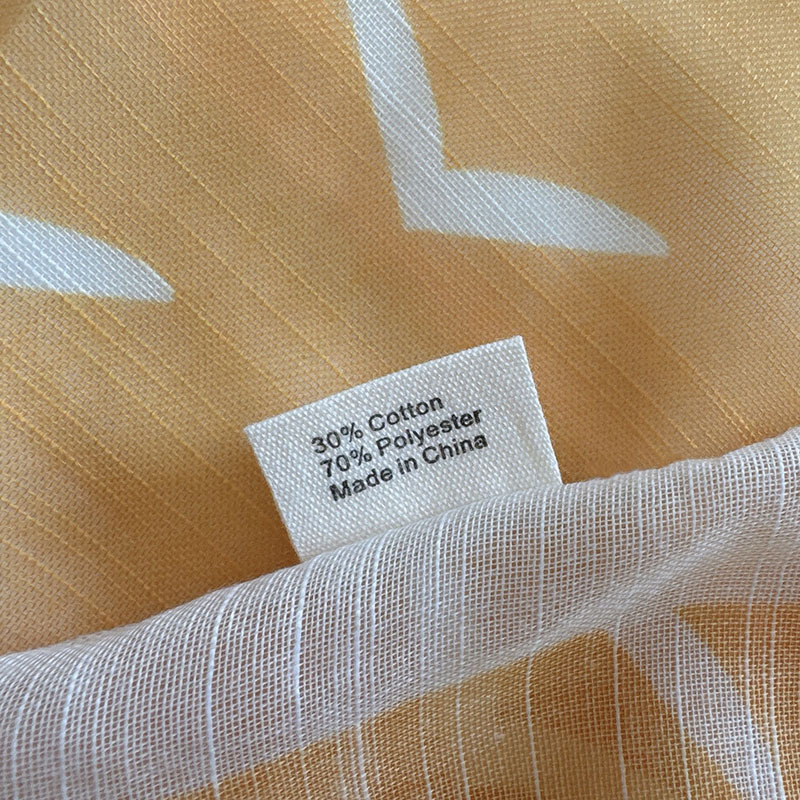 30% Cotton
70% Polyester
Made in China